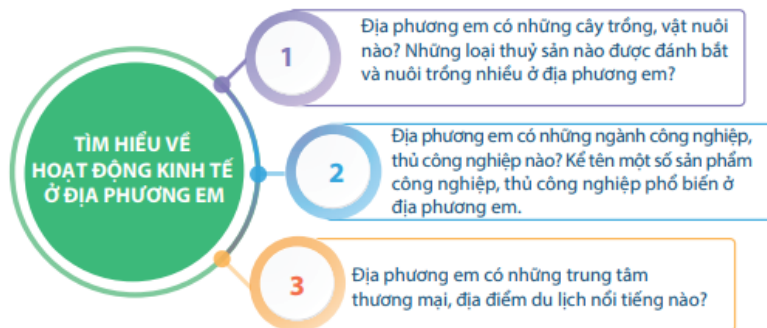 TÌM HIỂU VỀ
HOẠT ĐỘNG KINH TẾ
Ở ĐỊA PHƯƠNG EM
1
Địa phương em có những cây trồng, vật nuôi
nào? Những loại thuỷ sản nào được đánh bắt
và nuôi trồng nhiều ở địa phương em?
2
Địa phương em có những ngành công nghiệp,
thủ công nghiệp nào? Kể tên một số sản phẩm
công nghiệp, thủ công nghiệp phổ biến ở
địa phương em.
3
Địa phương em có những trung tâm
thương mại, địa điểm du lịch nổi tiếng nào?